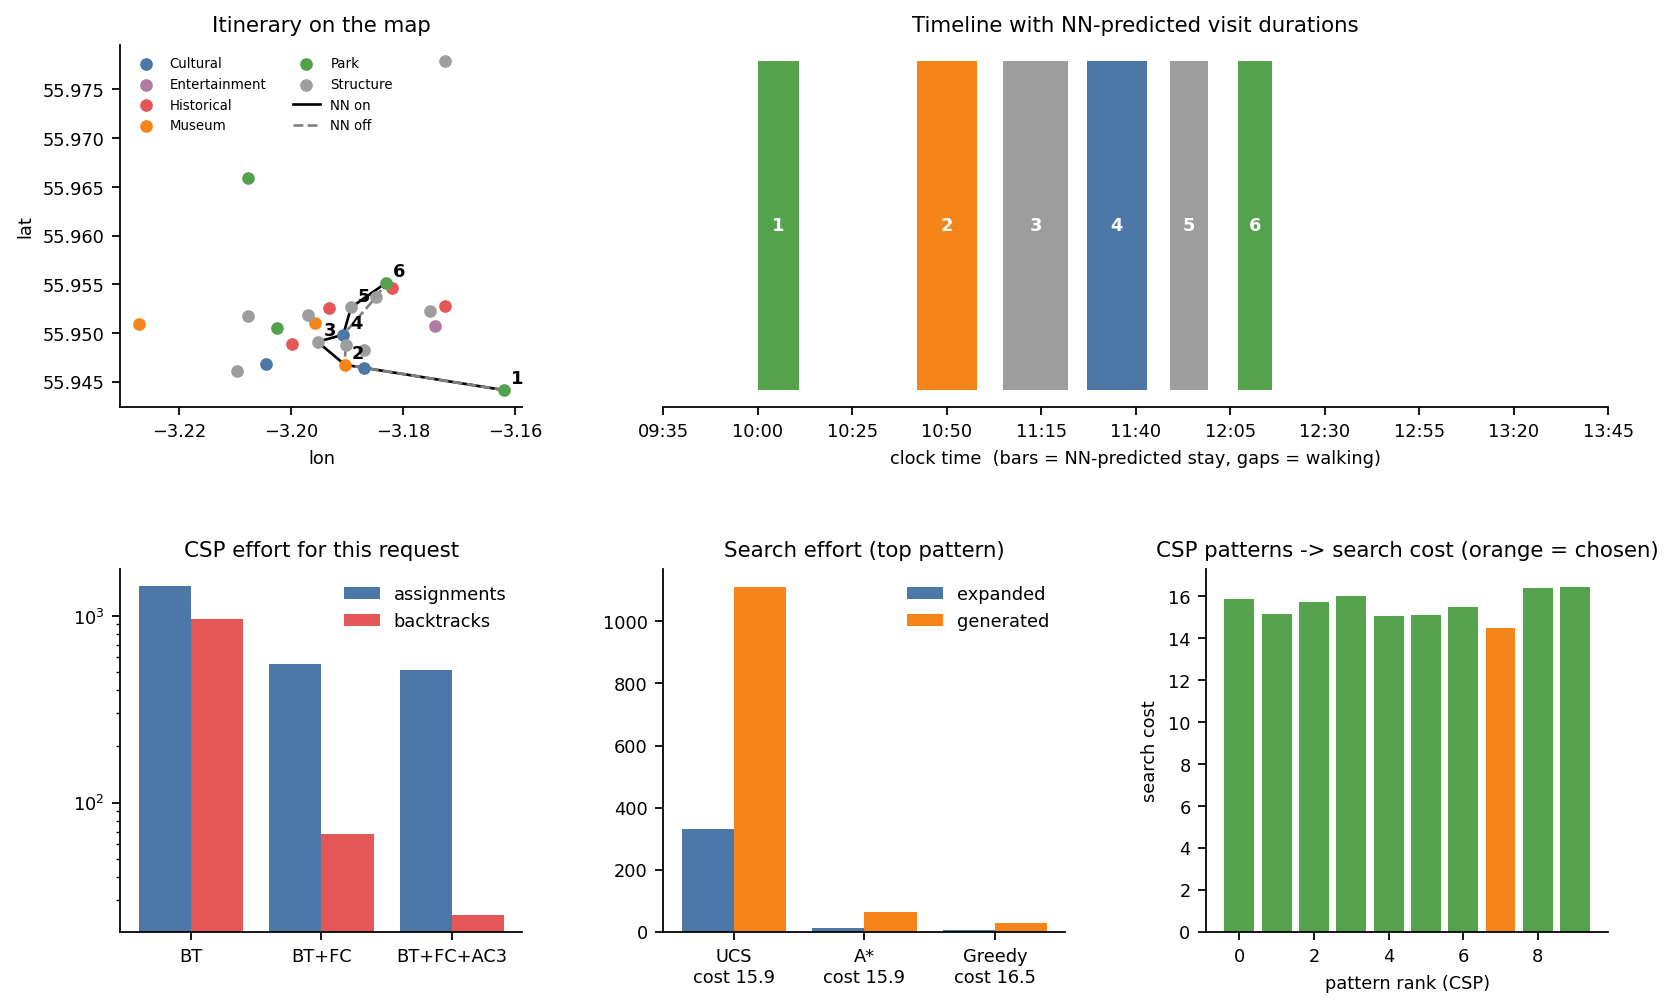 Itinerary on the map
Cultural
Entertainment
Historical
Museum
Park
Structure
NN on
NN off
55.975
55.970
55.965
55.960
55.955
55.950
55.945
lat
1
2
3
4
5
6
−3.22
−3.20
−3.18
−3.16
lon
Timeline with NN-predicted visit durations
1
2
3
4
5
6
09:35
10:00
10:25
10:50
11:15
11:40
12:05
12:30
12:55
13:20
13:45
clock time  (bars = NN-predicted stay, gaps = walking)
CSP effort for this request
assignments
backtracks
10³
10²
BT
BT+FC
BT+FC+AC3
Search effort (top pattern)
expanded
generated
1000
800
600
400
200
0
UCS
cost 15.9
A*
cost 15.9
Greedy
cost 16.5
CSP patterns -> search cost (orange = chosen)
16
14
12
10
8
6
4
2
0
search cost
0
2
4
6
8
pattern rank (CSP)